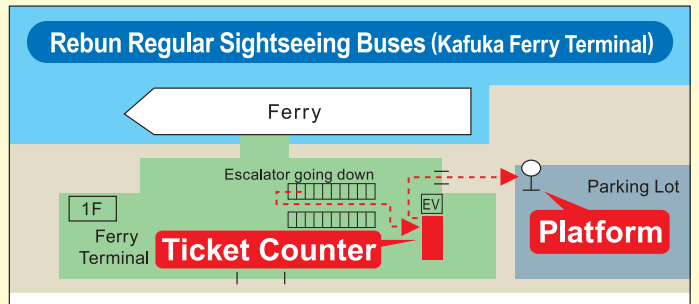 Rebun Regular Sightseeing Buses (Kafuka Ferry Terminal)
Ferry
Escalator going down
1F
EV
Parking Lot
Ferry
Terminal
Ticket Counter
Platform